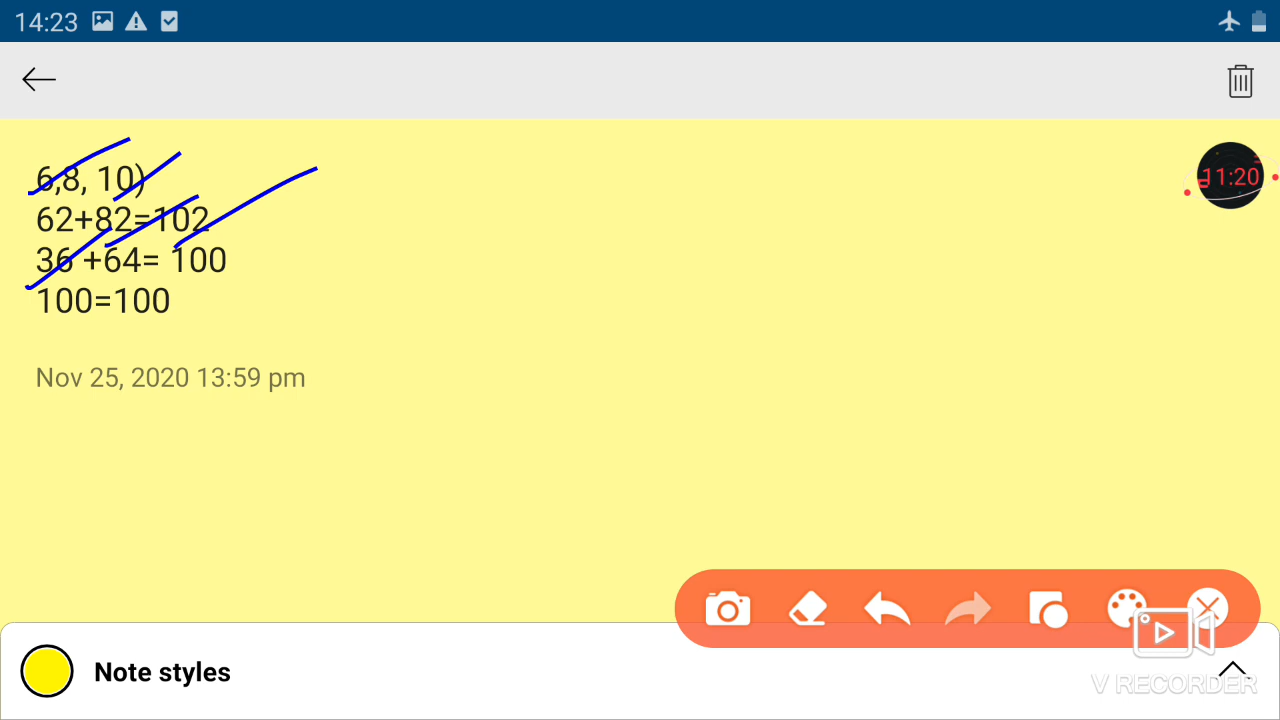 14:23
6,8, 10)
62+82=102
36 +64= 100
100=100
11:20
Nov 25, 2020 13:59 pm
Note styles
V RECORDER